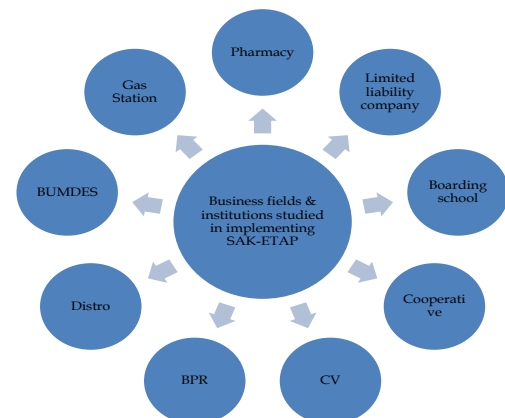 Pharmacy
Gas
Station
Limited
liability
company
BUMDES
Business fields &
institutions studied
in implementing
SAK-ETAP
Boarding
school
Distro
Cooperati
ve
BPR
CV